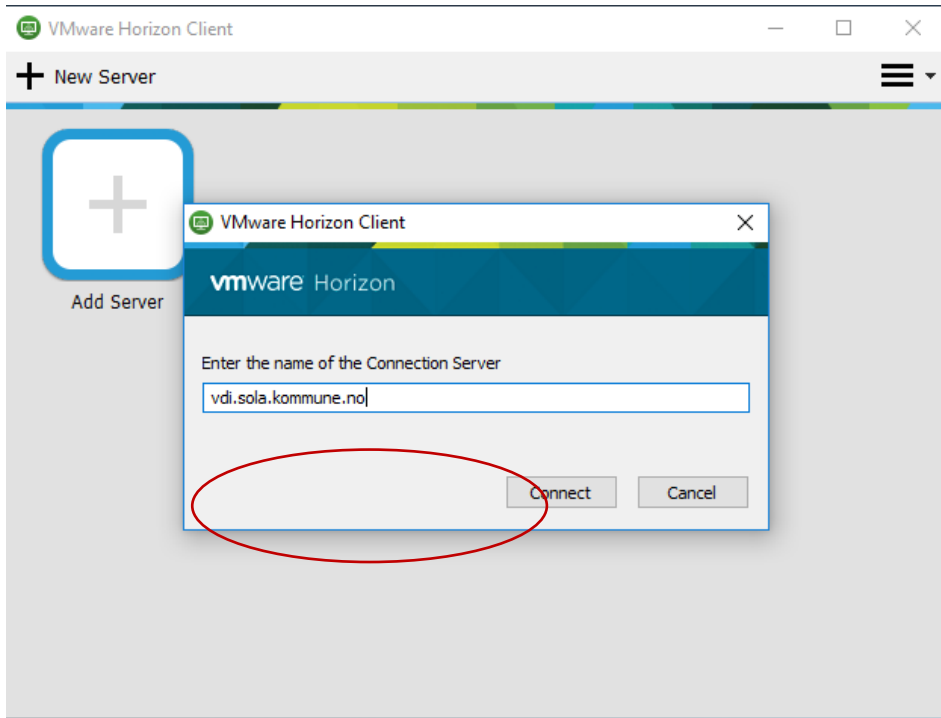 VMware Horizon Client
New Server
Add Server
VMware Horizon Client
vmware Horizon
Enter the name of the Connection Server
vdi.sola.kommune.no
Connect Cancel